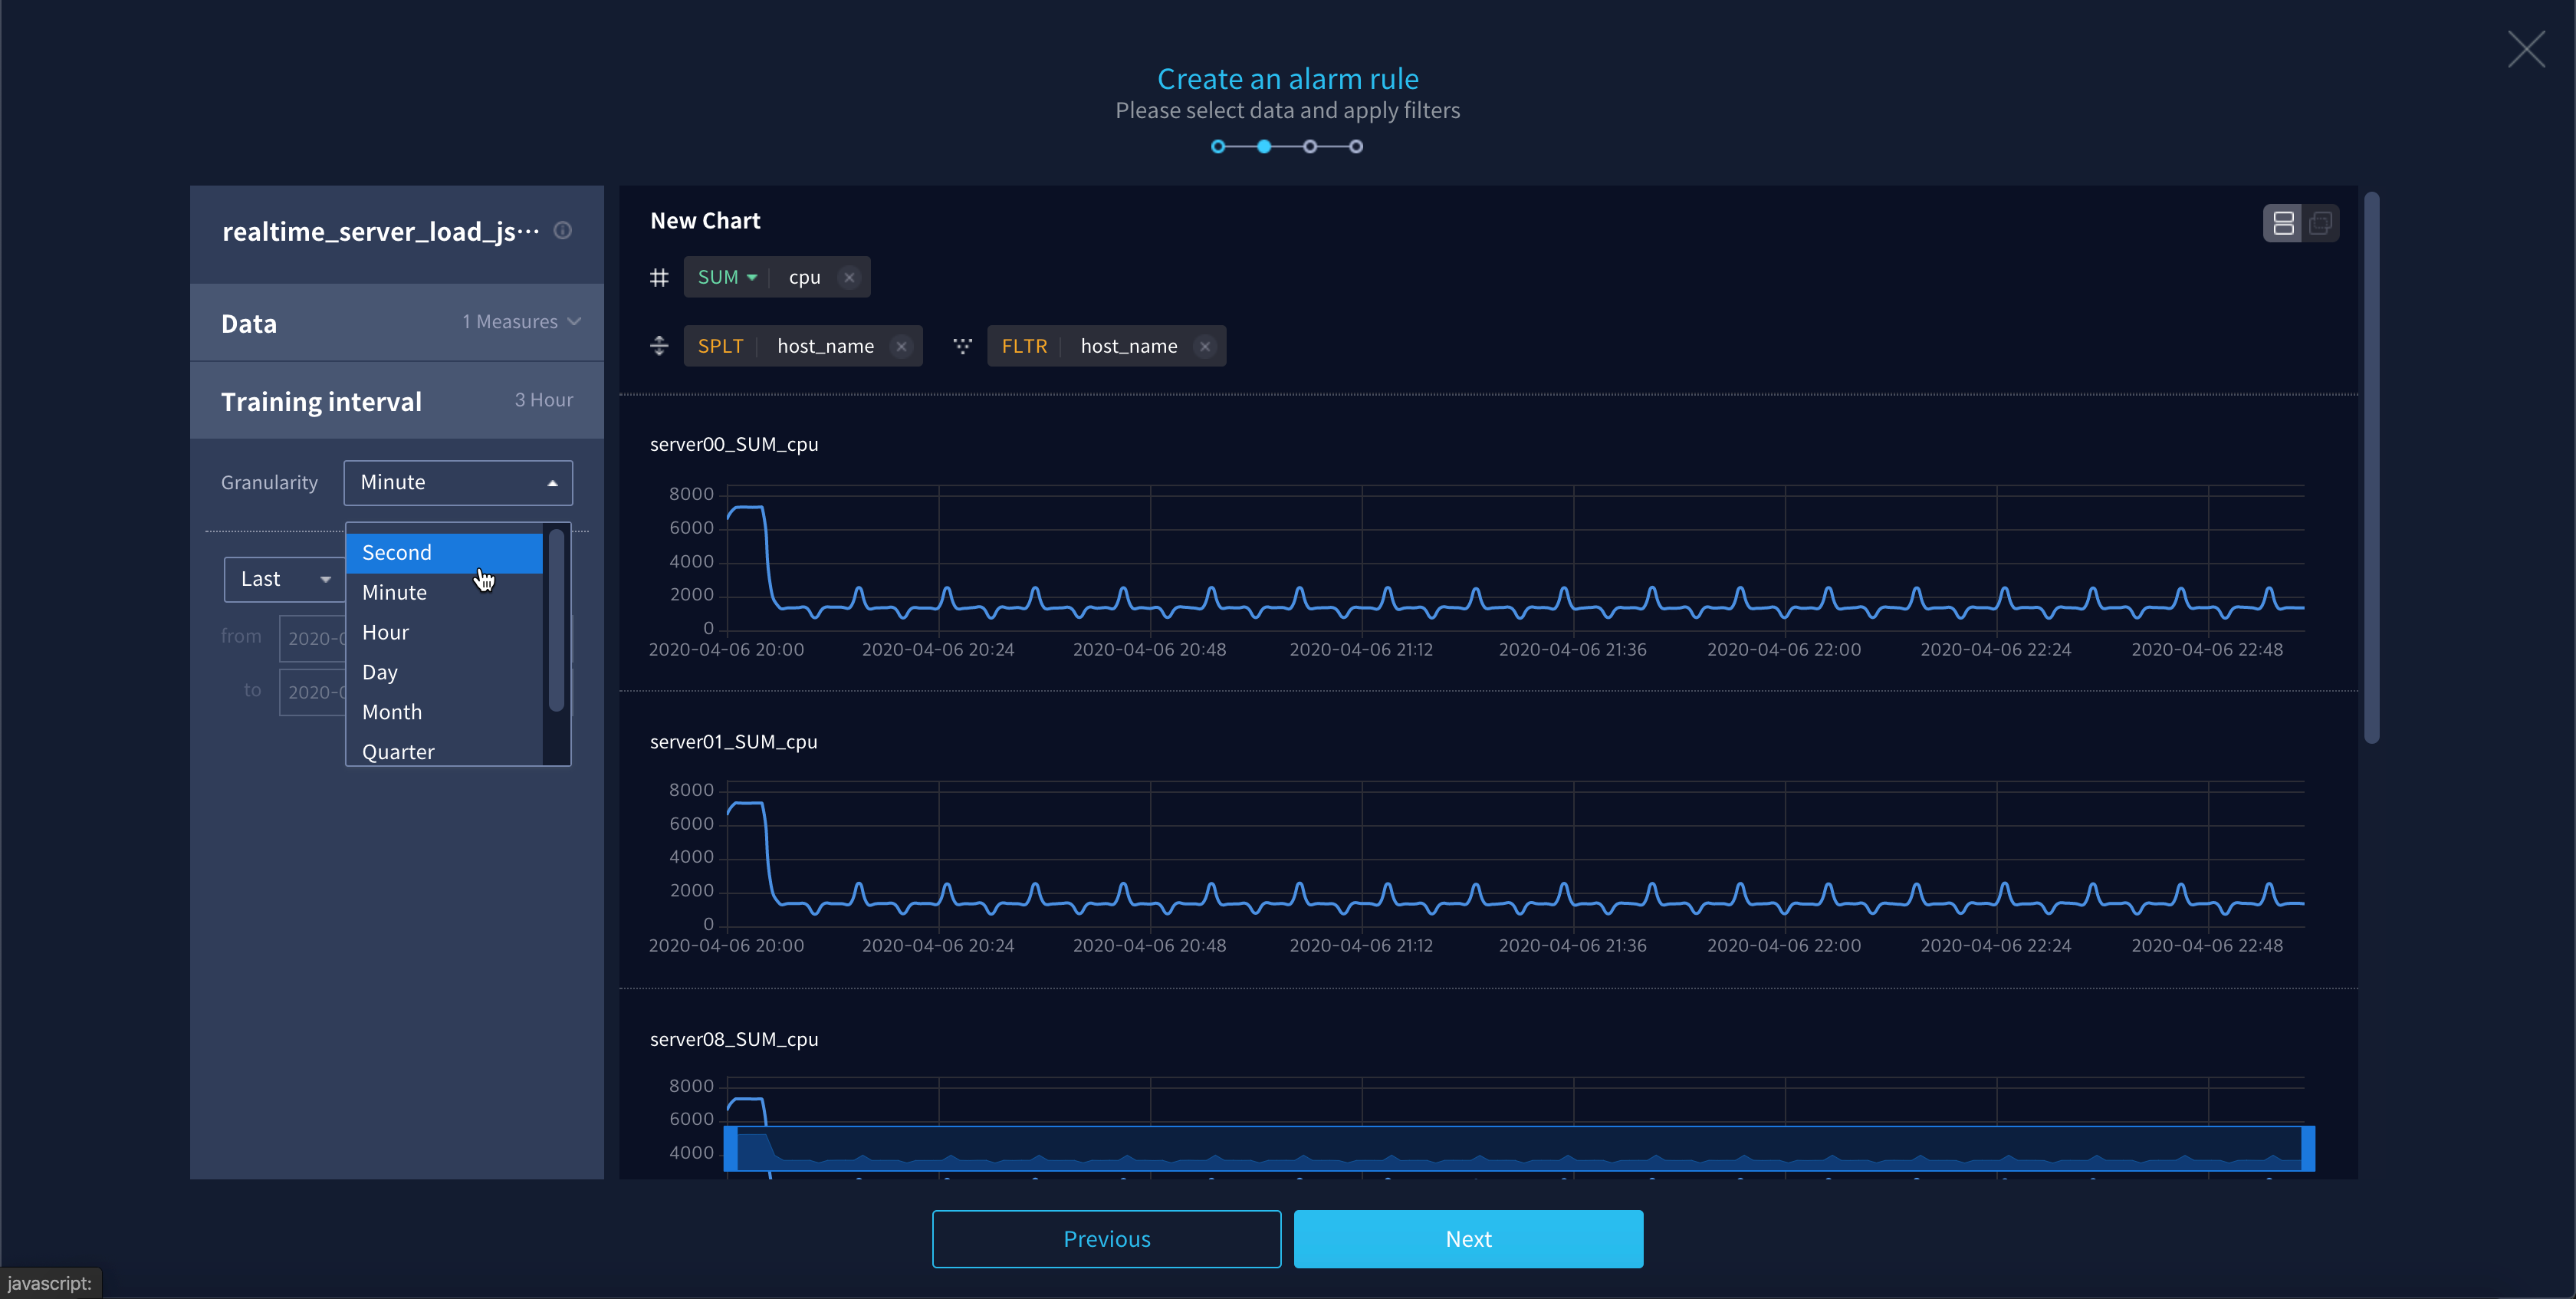 Create an alarm rule
Please select data and apply filters
realtime_server_load_js···
Data 1 Measures
Training interval 3 Hour
Granularity Minute
Second
Minute
Hour
Day
Month
Quarter
Last
from 2020-0
to 2020-0
New Chart
SUM cpu
SPLT host_name FLTR host_name
server00_SUM_cpu
8000
6000
4000
2000
0
2020-04-06 20:00 2020-04-06 20:24 2020-04-06 20:48 2020-04-06 21:12 2020-04-06 21:36 2020-04-06 22:00 2020-04-06 22:24 2020-04-06 22:48
server01_SUM_cpu
8000
6000
4000
2000
0
2020-04-06 20:00 2020-04-06 20:24 2020-04-06 20:48 2020-04-06 21:12 2020-04-06 21:36 2020-04-06 22:00 2020-04-06 22:24 2020-04-06 22:48
server08_SUM_cpu
8000
6000
4000
Previous Next
javascript: